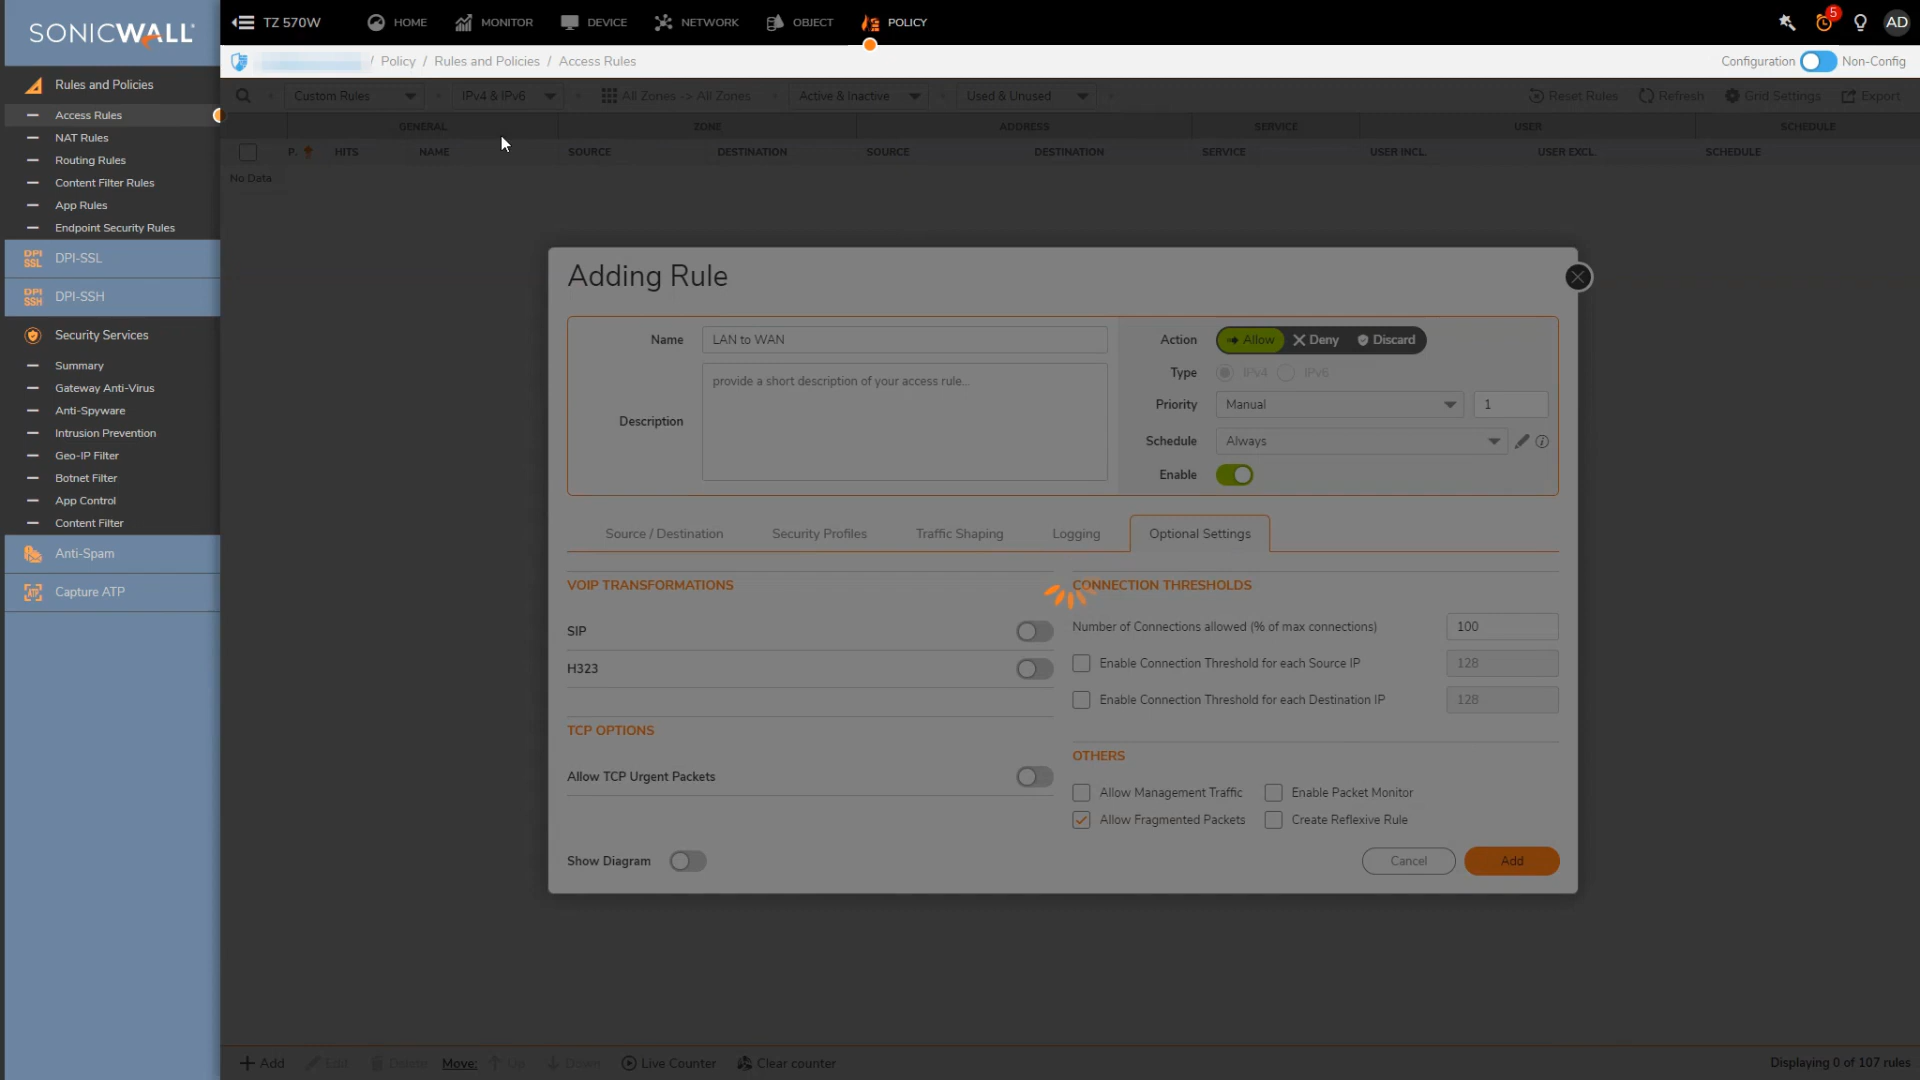 SONICWALL
TZ 570W
HOME
MONITOR
DEVICE
NETWORK
OBJECT
POLICY
5
AD
/ Policy / Rules and Policies / Access Rules
Configuration
Non-Config
Rules and Policies
Access Rules
NAT Rules
Routing Rules
Content Filter Rules
App Rules
Endpoint Security Rules
DPI SSL DPI-SSL
DPI SSH DPI-SSH
Security Services
Summary
Gateway Anti-Virus
Anti-Spyware
Intrusion Prevention
Geo-IP Filter
Botnet Filter
App Control
Content Filter
Anti-Spam
ATP Capture ATP
Custom Rules
IPv4 & IPv6
All Zones -> All Zones
Active & Inactive
Used & Unused
Reset Rules
Refresh
Grid Settings
Export
GENERAL
ZONE
ADDRESS
SERVICE
USER
SCHEDULE
P.
HITS
NAME
SOURCE
DESTINATION
SOURCE
DESTINATION
SERVICE
USER INCL.
USER EXCL.
SCHEDULE
No Data
Adding Rule
Name
LAN to WAN
Description
provide a short description of your access rule...
Action
Allow
Deny
Discard
Type
IPv4
IPv6
Priority
Manual
1
Schedule
Always
Enable
Source / Destination
Security Profiles
Traffic Shaping
Logging
Optional Settings
VOIP TRANSFORMATIONS
SIP
H323
TCP OPTIONS
Allow TCP Urgent Packets
CONNECTION THRESHOLDS
Number of Connections allowed (% of max connections)
100
Enable Connection Threshold for each Source IP
128
Enable Connection Threshold for each Destination IP
128
OTHERS
Allow Management Traffic
Enable Packet Monitor
Allow Fragmented Packets
Create Reflexive Rule
Show Diagram
Cancel
Add
Add
Edit
Delete
Move:
Up
Down
Live Counter
Clear counter
Displaying 0 of 107 rules